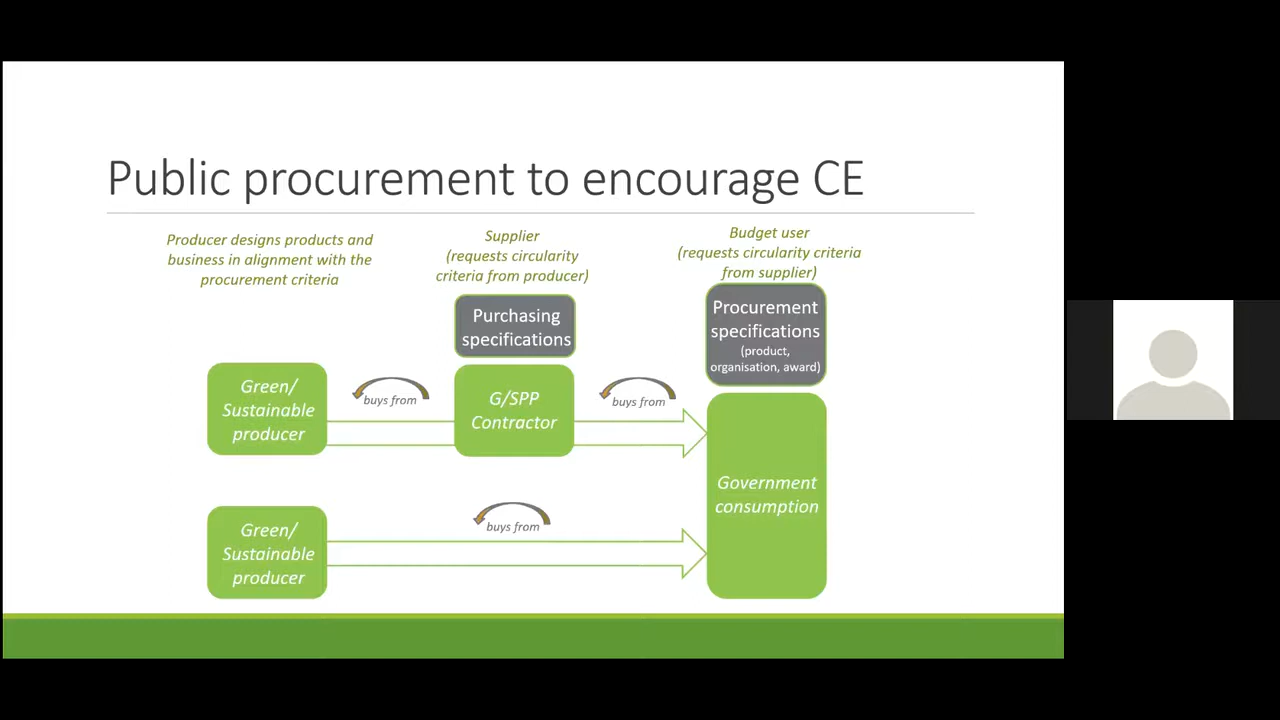 Public procurement to encourage CE
Producer designs products and
business in alignment with the
procurement criteria
Supplier
(requests circularity
criteria from producer)
Budget user
(requests circularity criteria
from supplier)
Purchasing
specifications
Procurement
specifications
(product,
organisation, award)
Green/
Sustainable
producer
buys from
G/SPP
Contractor
buys from
Government
consumption
Green/
Sustainable
producer
buys from